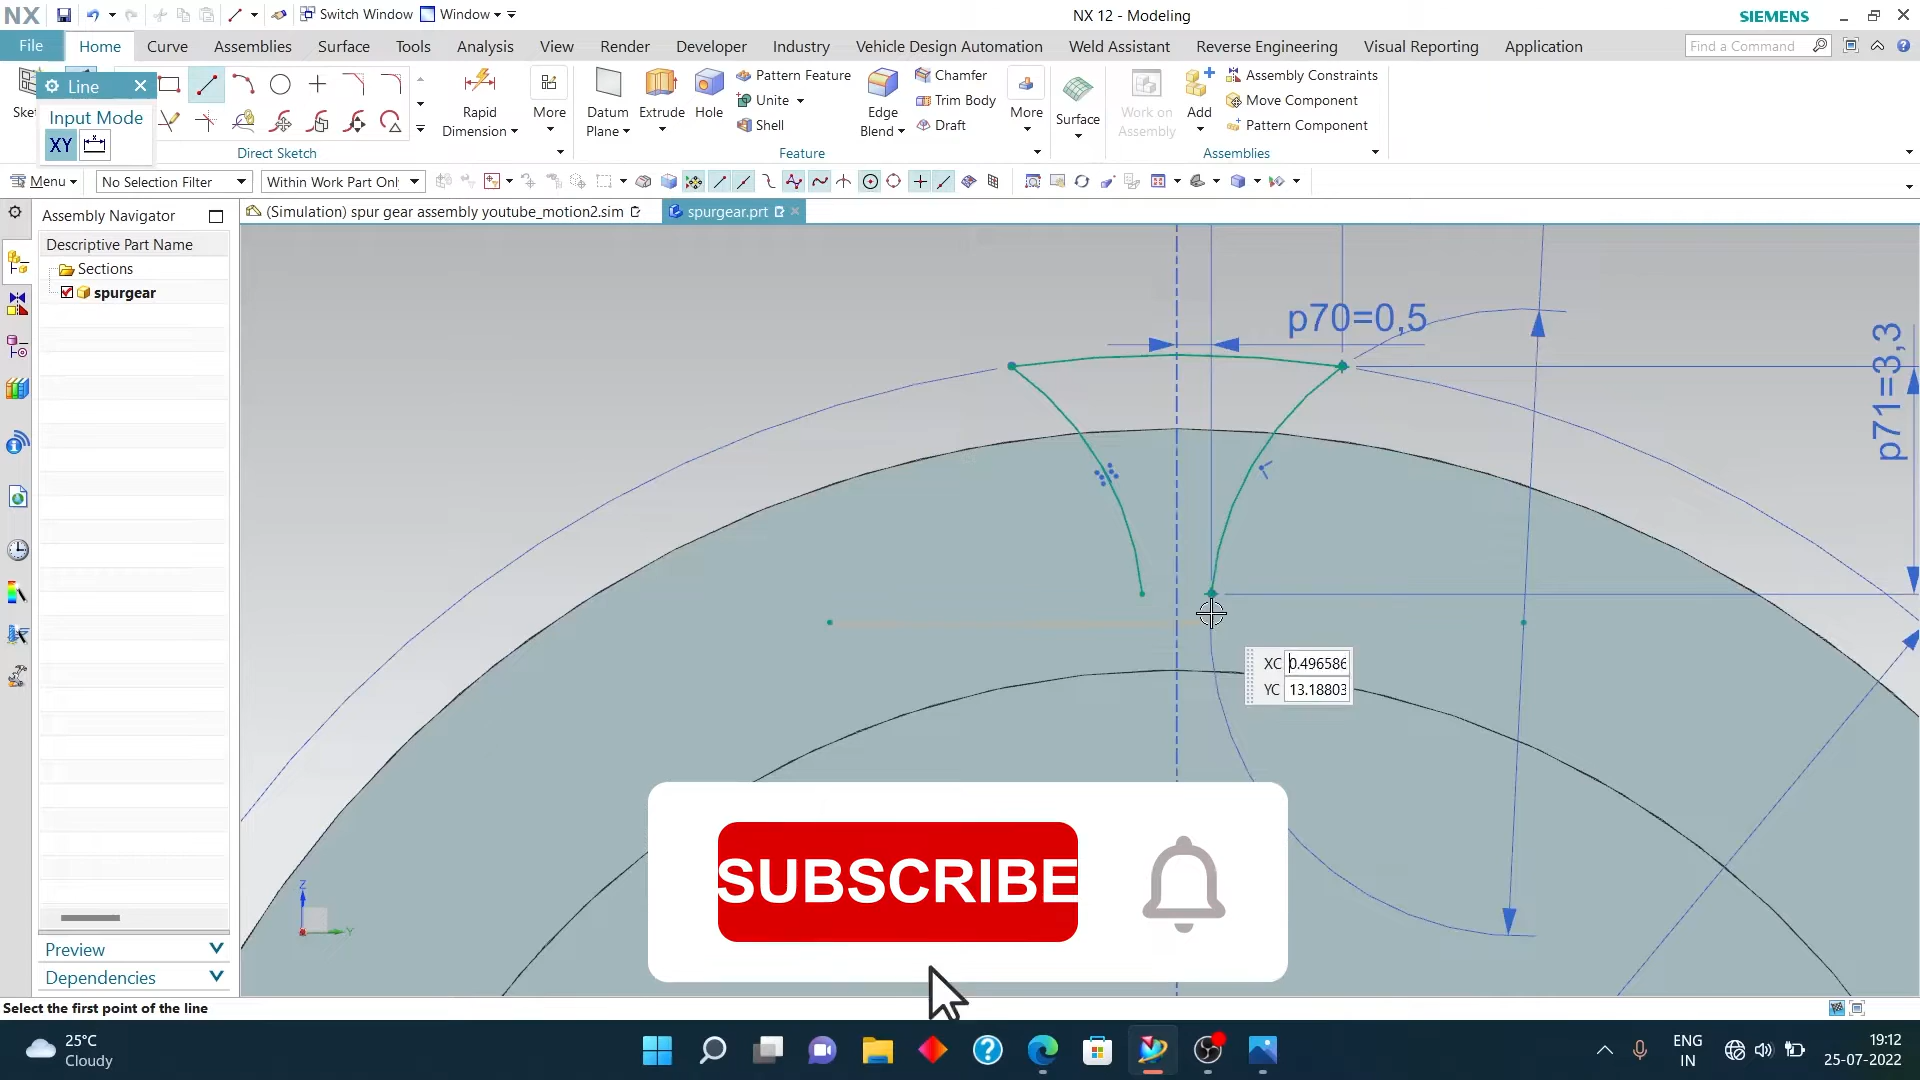 NX
Switch Window
Window
NX 12 - Modeling
SIEMENS
File
Home
Curve
Assemblies
Surface
Tools
Analysis
View
Render
Developer
Industry
Vehicle Design Automation
Weld Assistant
Reverse Engineering
Visual Reporting
Application
Find a Command
Line
Input Mode
XY
Direct Sketch
Rapid
Dimension
More
Datum
Plane
Extrude
Hole
Pattern Feature
Unite
Shell
Edge
Blend
Chamfer
Trim Body
Draft
More
Feature
Surface
Work on
Assembly
Add
Assembly Constraints
Move Component
Pattern Component
Assemblies
Menu
No Selection Filter
Within Work Part Onl
Assembly Navigator
(Simulation) spur gear assembly youtube_motion2.sim
spurgear.prt
Descriptive Part Name
Sections
spurgear
p70=0,5
p71=3,3
XC 0.496586
YC 13.18803
SUBSCRIBE
Z
Y
Preview
Dependencies
Select the first point of the line
25°C
Cloudy
ENG
IN
19:12
25-07-2022